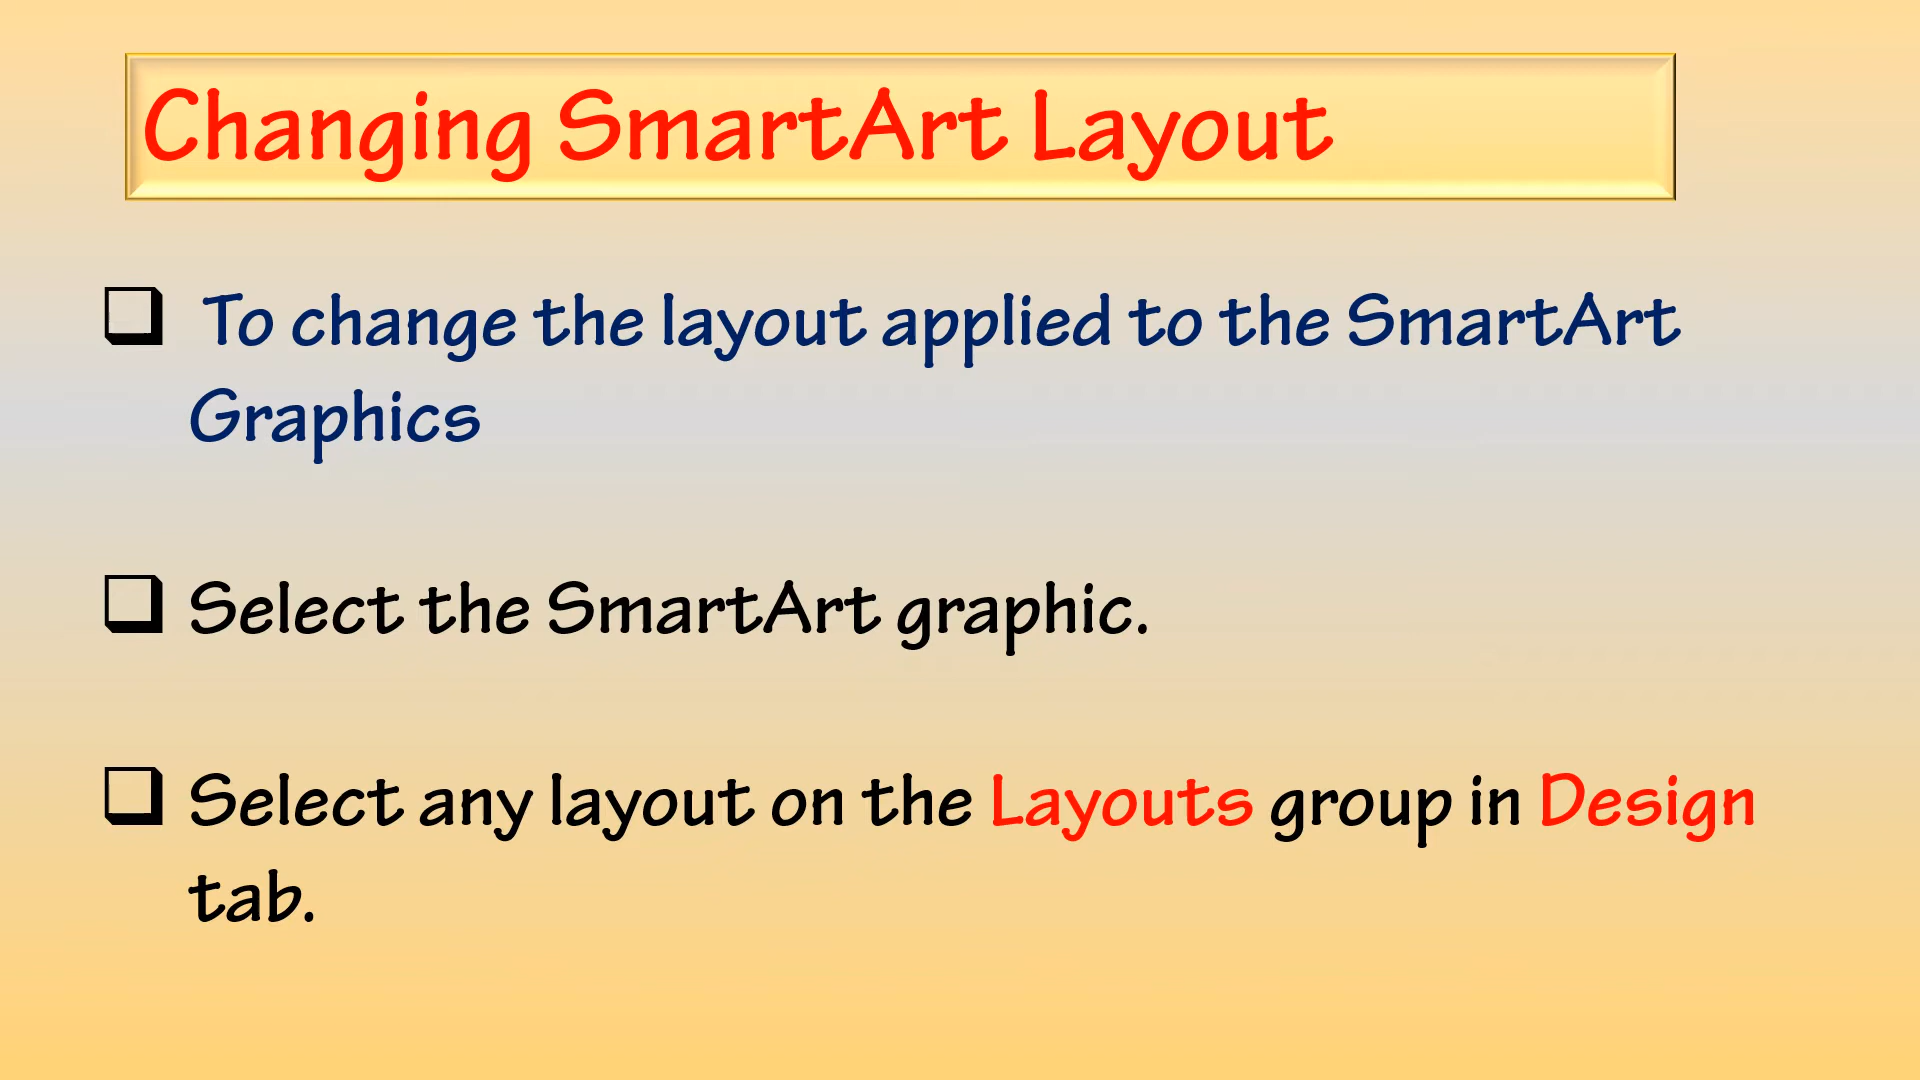 Changing SmartArt Layout
To change the layout applied to the SmartArt
Graphics
Select the SmartArt graphic.
Select any layout on the Layouts group in Design
tab.